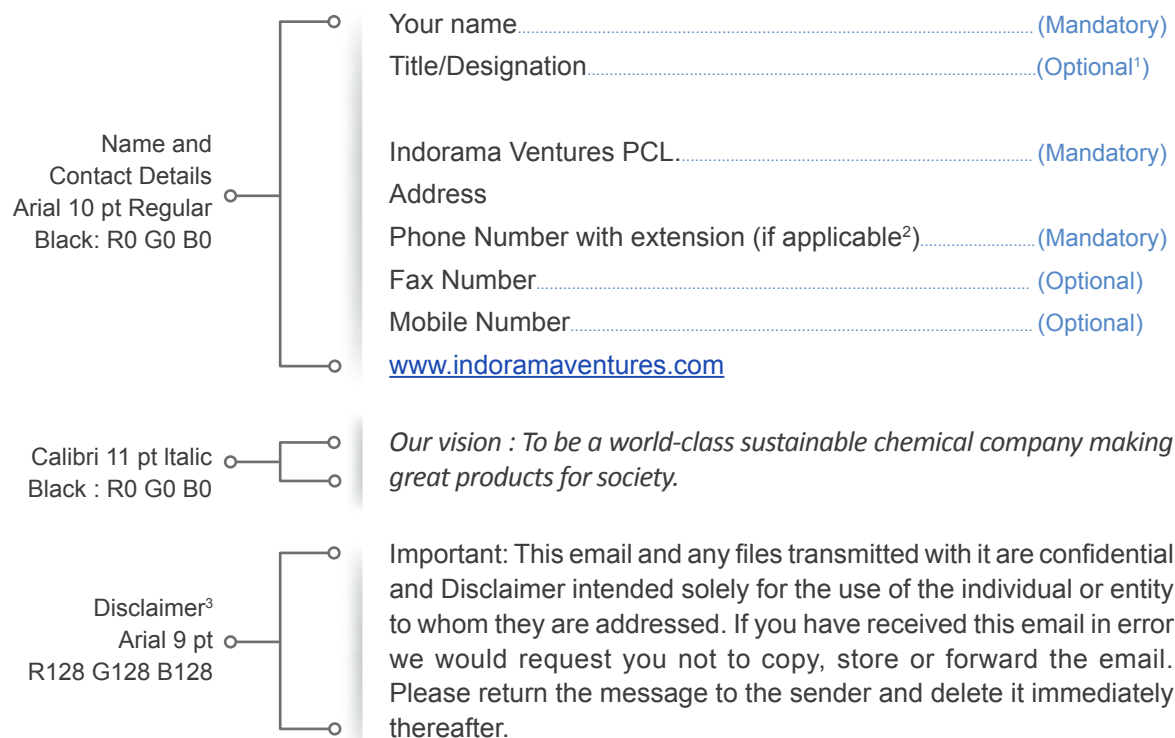 Your name (Mandatory)
Title/Designation (Optional¹)
Name and
Contact Details
Arial 10 pt Regular
Black: R0 G0 B0
Indorama Ventures PCL. (Mandatory)
Address
Phone Number with extension (if applicable²) (Mandatory)
Fax Number (Optional)
Mobile Number (Optional)
www.indoramaventures.com
Calibri 11 pt Italic
Black : R0 G0 B0
Our vision : To be a world-class sustainable chemical company making
great products for society.
Disclaimer³
Arial 9 pt
R128 G128 B128
Important: This email and any files transmitted with it are confidential
and Disclaimer intended solely for the use of the individual or entity
to whom they are addressed. If you have received this email in error
we would request you not to copy, store or forward the email.
Please return the message to the sender and delete it immediately
thereafter.